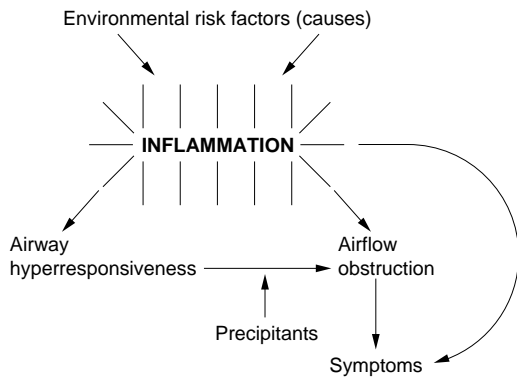 Environmental risk factors (causes)
INFLAMMATION
Airway
hyperresponsiveness
Airflow
obstruction
Precipitants
Symptoms